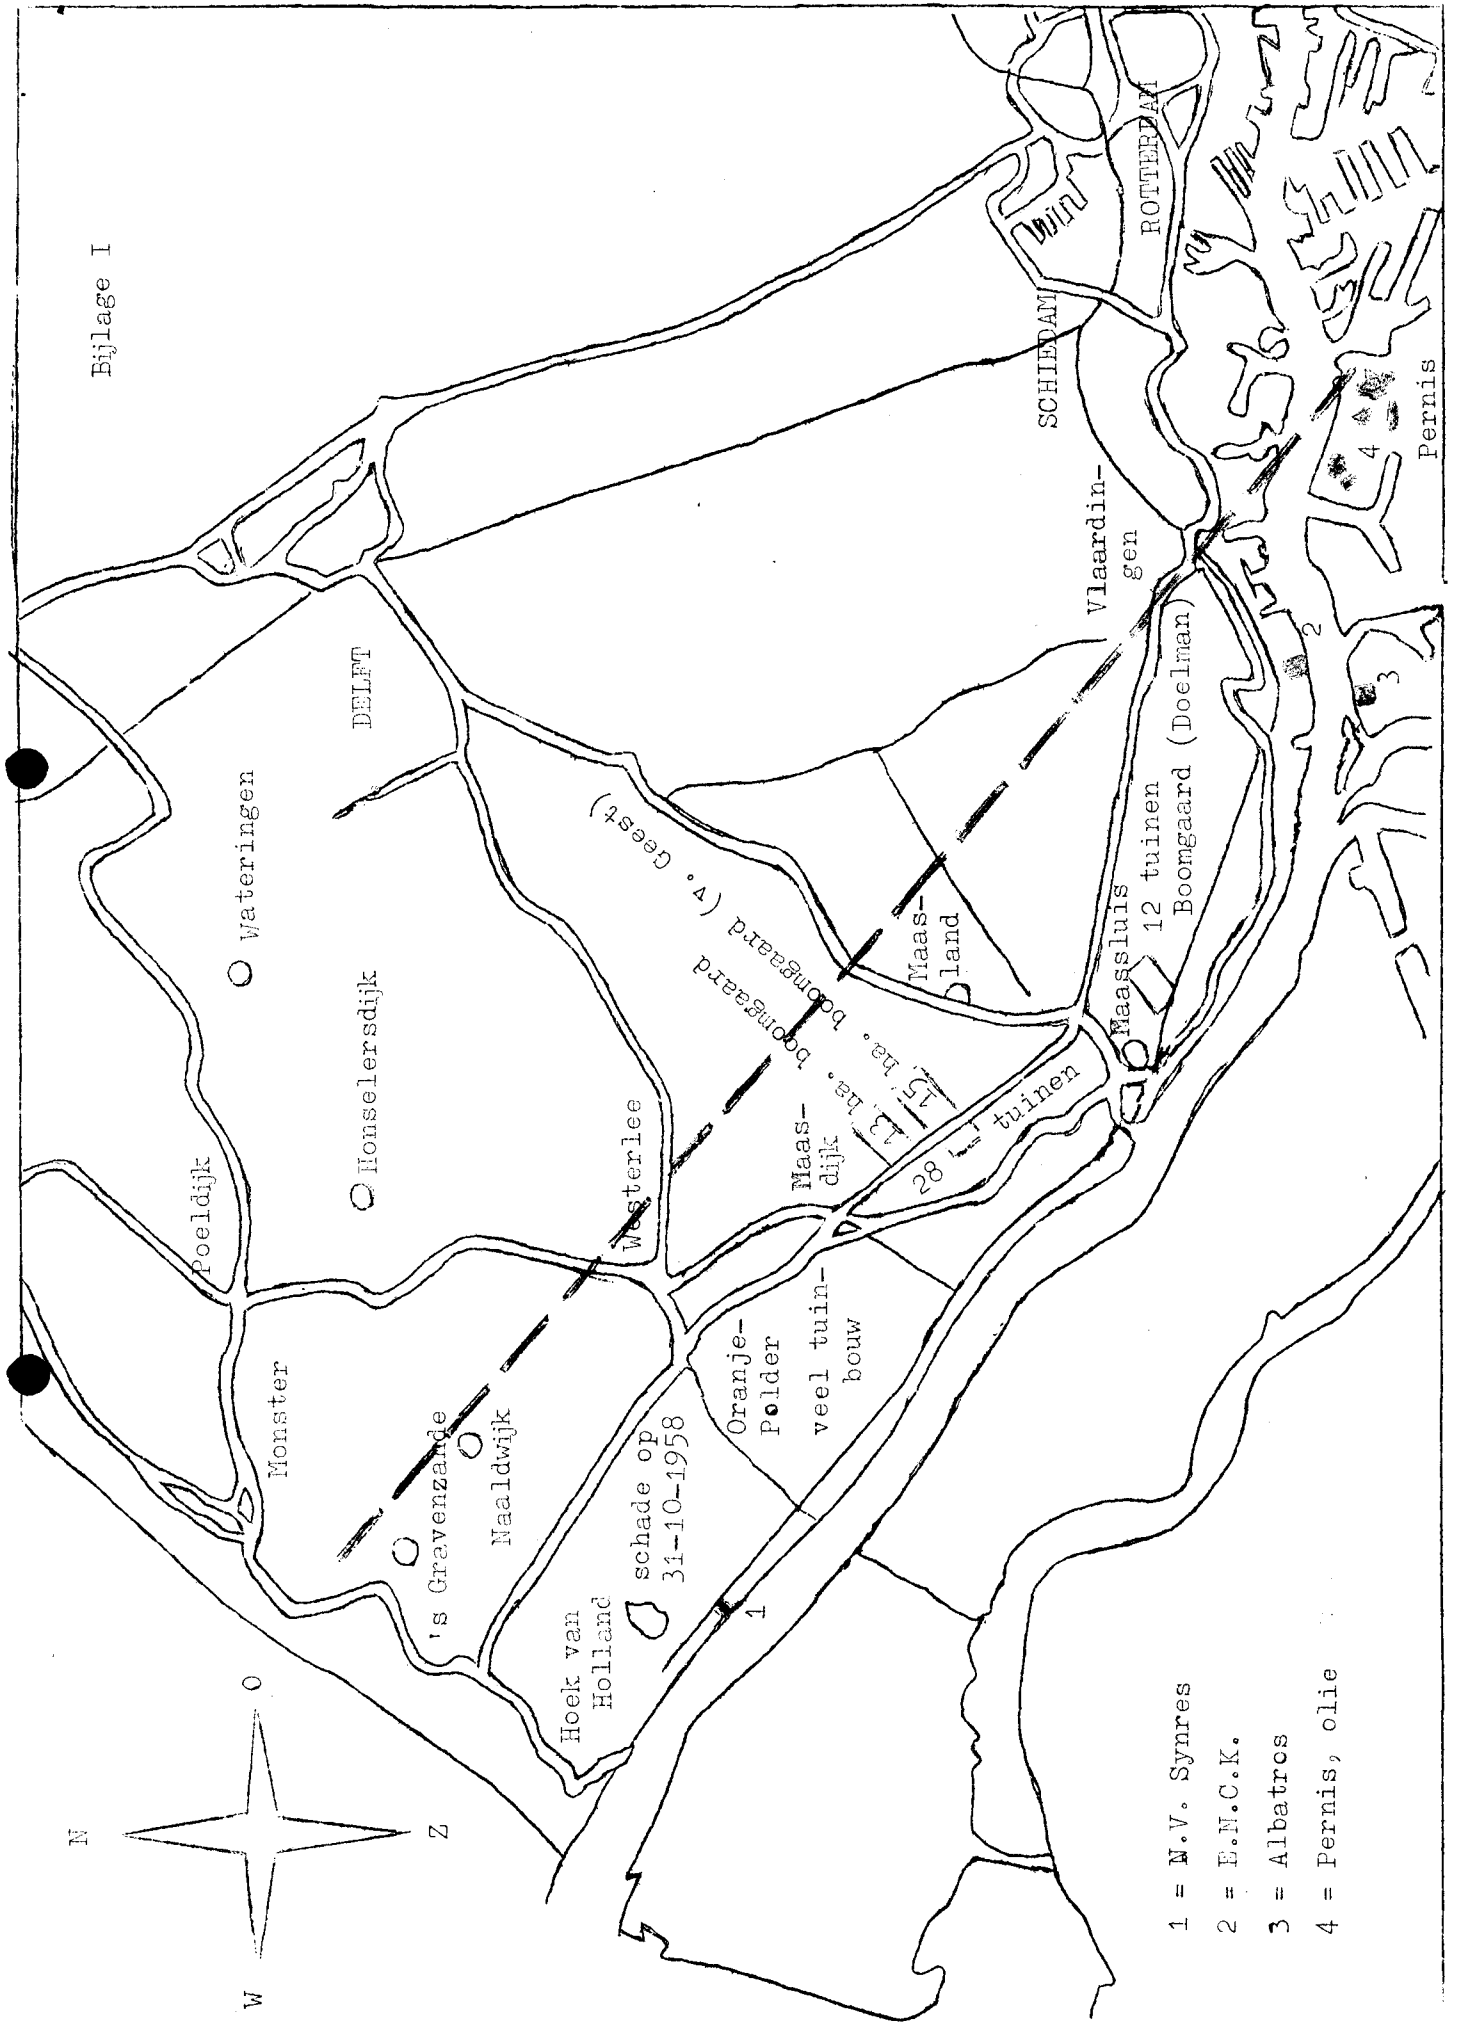 Bijlage I
N
O
Z
W
Wateringen
Poeldijk
Honselersdijk
DELFT
Monster
's Gravenzande
Naaldwijk
Westerlee
Hoek van
Holland
schade op
31-10-1958
Oranje-
Polder
veel tuin-
bouw
Maas-
dijk
13 ha. boomgaard
15 ha. boomgaard (v. Geest)
28 tuinen
Maas-
land
Maassluis
12 tuinen
Boomgaard (Doelman)
Vlaardin-
gen
SCHIEDAM
ROTTERDAM
Pernis
1
2
3
4
1 = N.V. Synres
2 = E.N.C.K.
3 = Albatros
4 = Pernis, olie